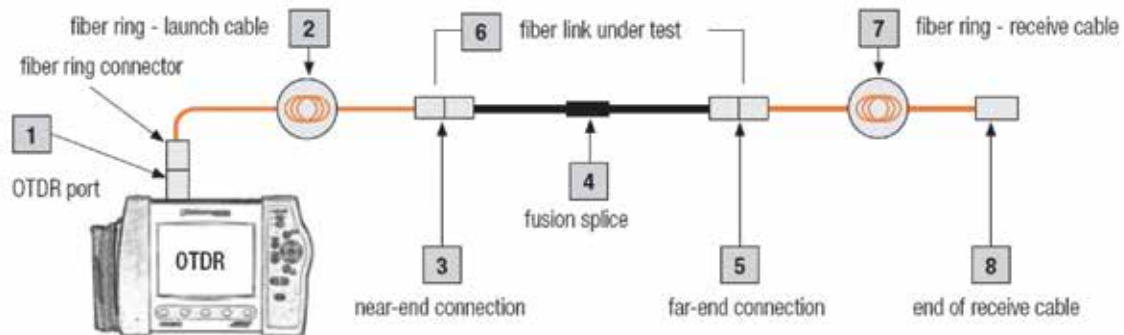 fiber ring - launch cable
2
6
fiber link under test
7
fiber ring - receive cable
fiber ring connector
1
OTDR port
4
fusion splice
OTDR
3
5
8
near-end connection
far-end connection
end of receive cable